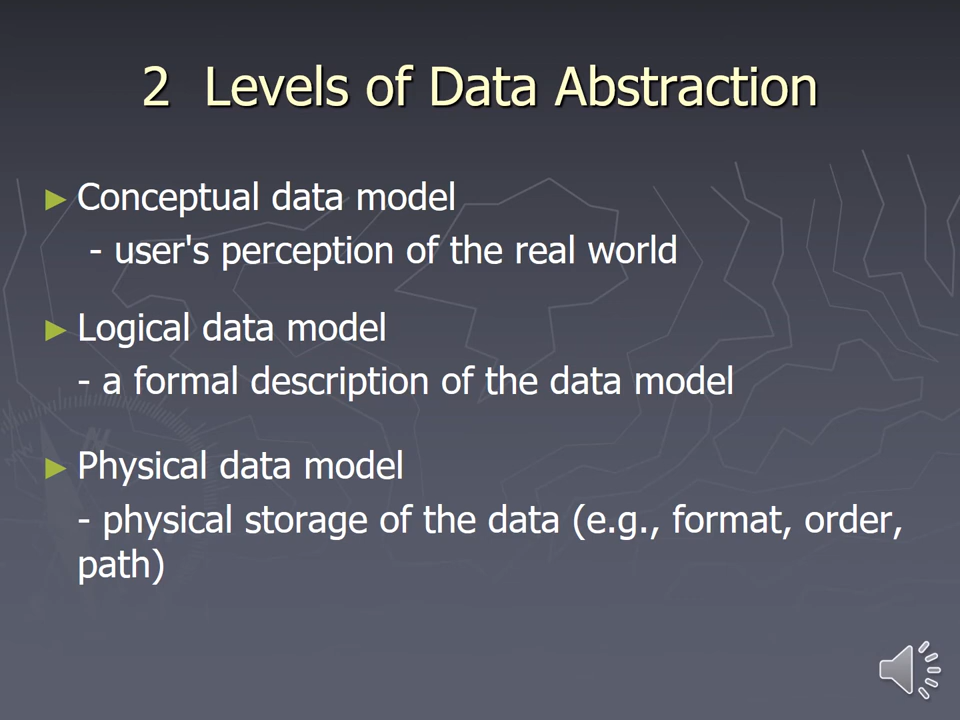 2 Levels of Data Abstraction
► Conceptual data model
- user's perception of the real world
► Logical data model
- a formal description of the data model
► Physical data model
- physical storage of the data (e.g., format, order,
path)
N
NW